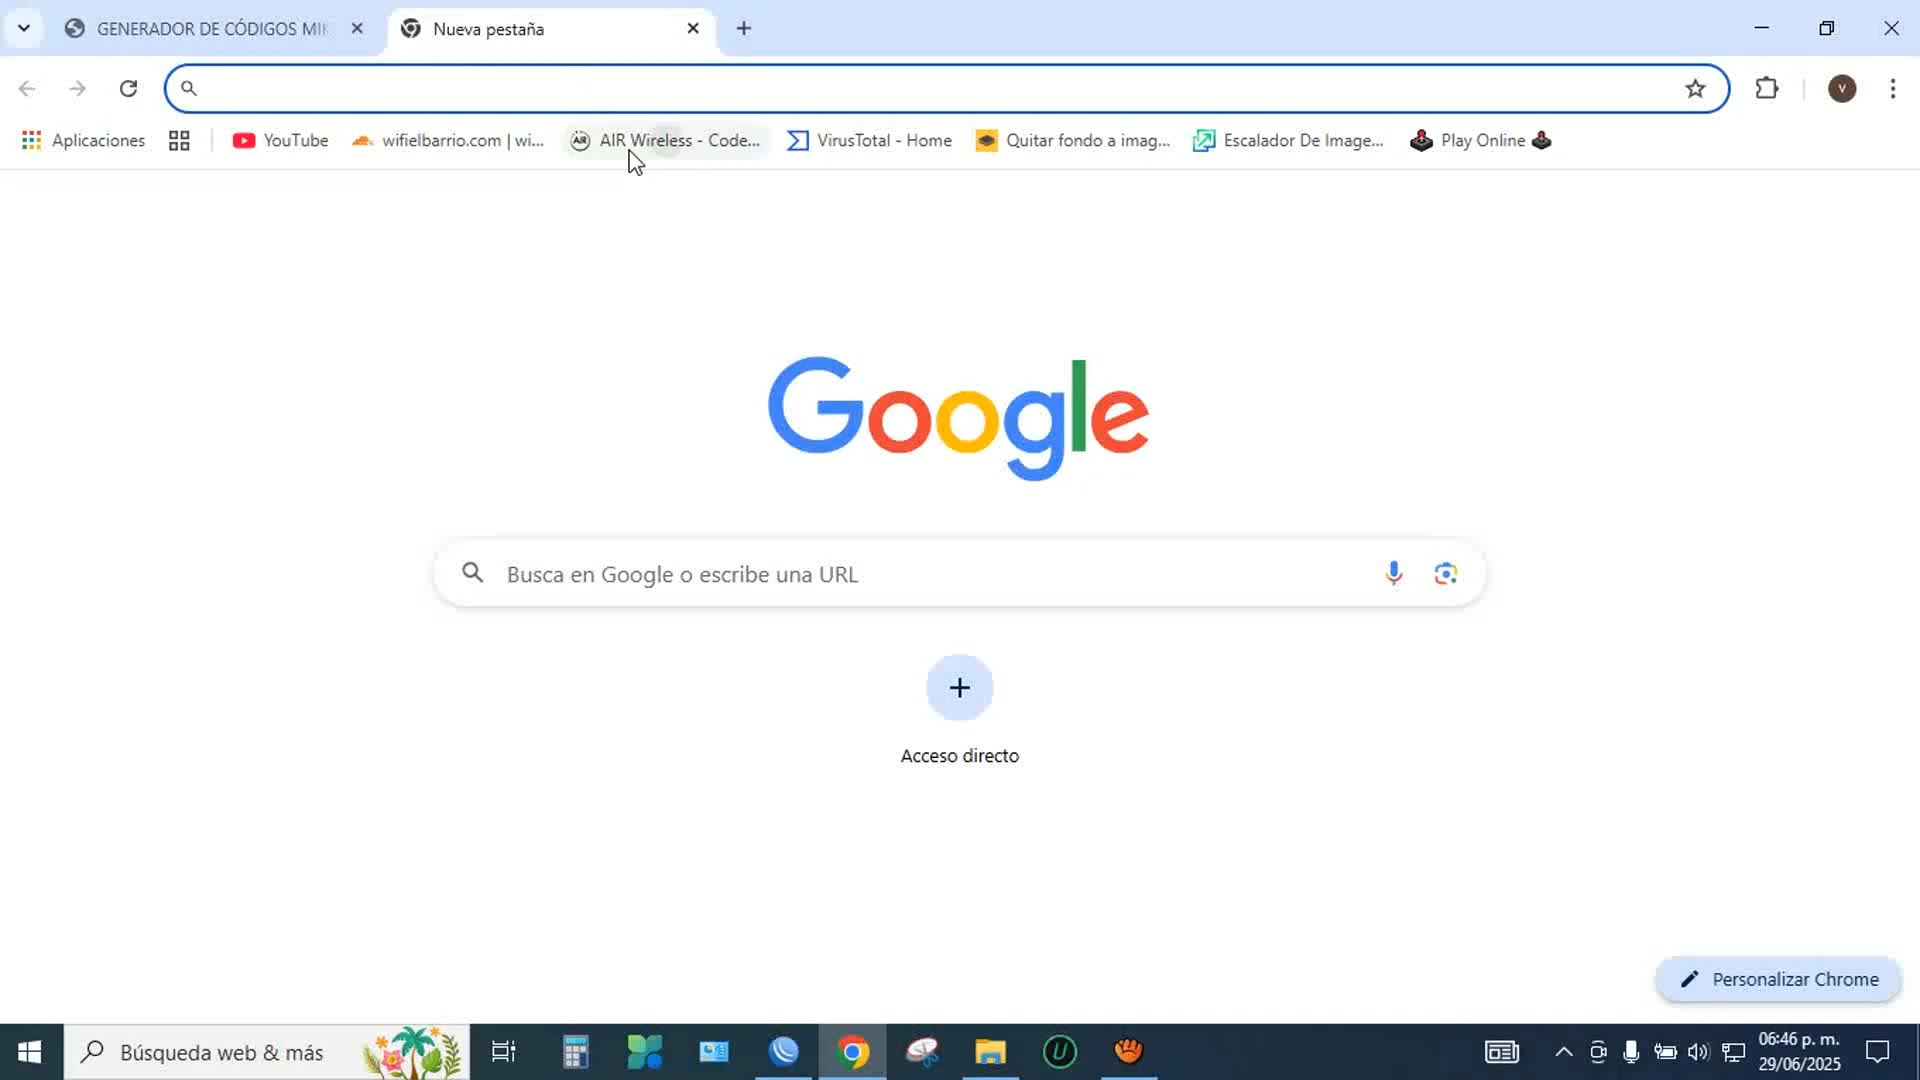 GENERADOR DE CÓDIGOS MI
Nueva pestaña
V
Aplicaciones
YouTube
wifielbarrio.com | wi...
AIR Wireless - Code...
VirusTotal - Home
Quitar fondo a imag...
Escalador De Image...
Play Online
Google
Busca en Google o escribe una URL
Acceso directo
Personalizar Chrome
Búsqueda web & más
06:46 p. m.
29/06/2025